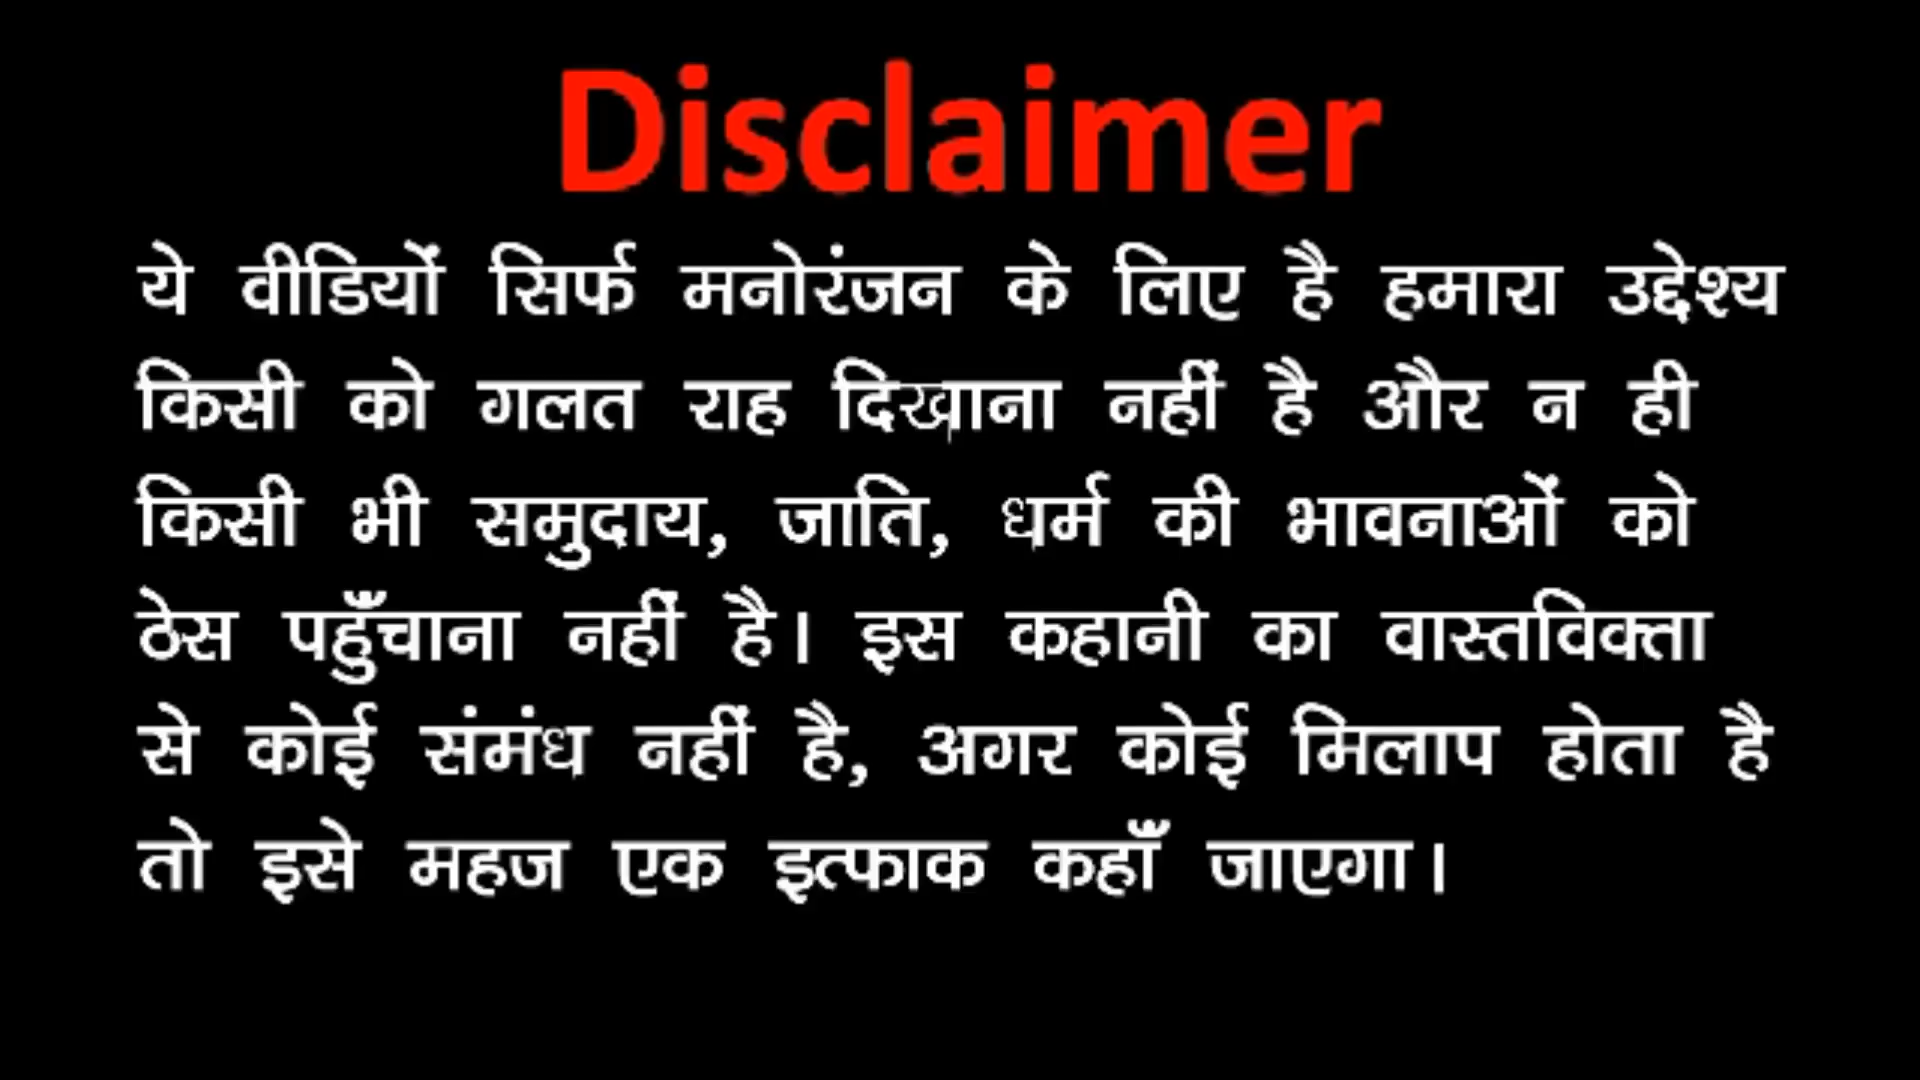 Disclaimer
ये वीडियों सिर्फ मनोरंजन के लिए है हमारा उद्देश्य
किसी को गलत राह दिखाना नहीं है और न ही
किसी भी समुदाय, जाति, धर्म की भावनाओं को
ठेस पहुँचाना नहीं है। इस कहानी का वास्तविक्ता
से कोई संमंध नहीं है, अगर कोई मिलाप होता है
तो इसे महज एक इत्फाक कहाँ जाएगा।